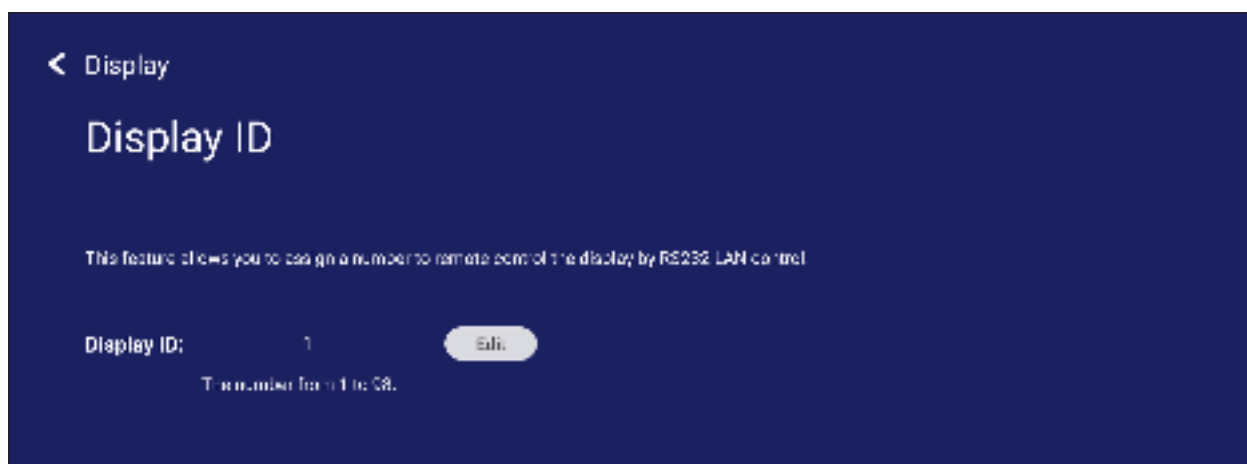 Display
Display ID
This feature allows you to assign a number to remote control the display by RS232 LAN control
Display ID:
1
Edit
The number from 1 to 98.